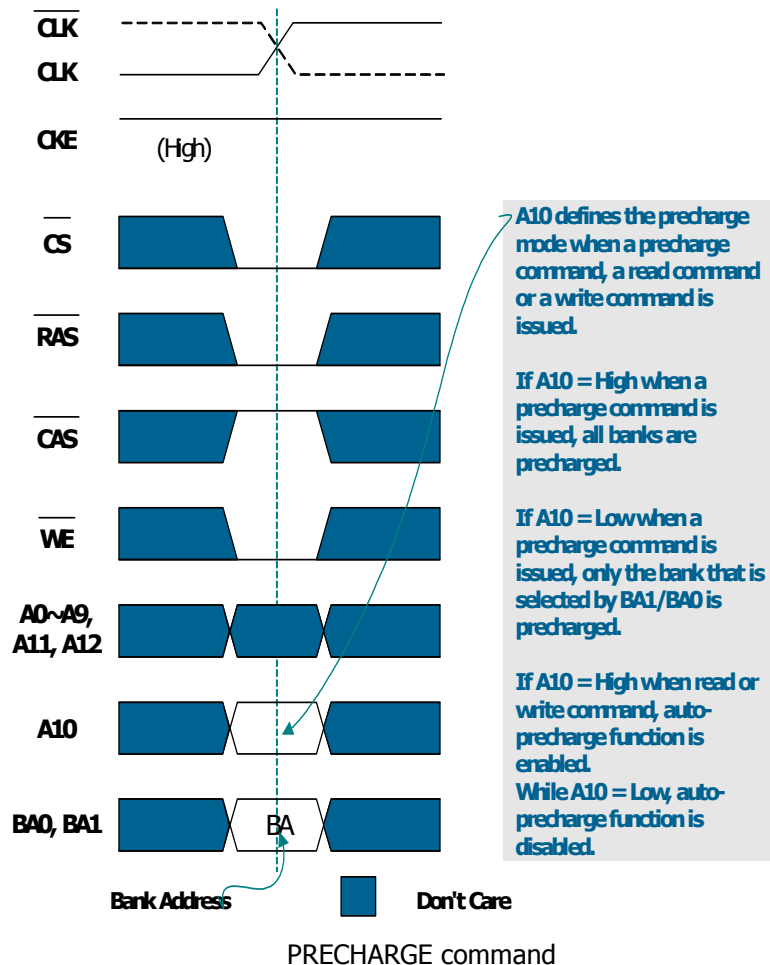 CLK
CLK
CKE
(High)
CS
RAS
CAS
WE
A0~A9,
A11, A12
A10
BA0, BA1
BA
Bank Address
Don't Care
A10 defines the precharge
mode when a precharge
command, a read command
or a write command is
issued.
If A10 = High when a
precharge command is
issued, all banks are
precharged.
If A10 = Low when a
precharge command is
issued, only the bank that is
selected by BA1/BA0 is
precharged.
If A10 = High when read or
write command, auto-
precharge function is
enabled.
While A10 = Low, auto-
precharge function is
disabled.
PRECHARGE command